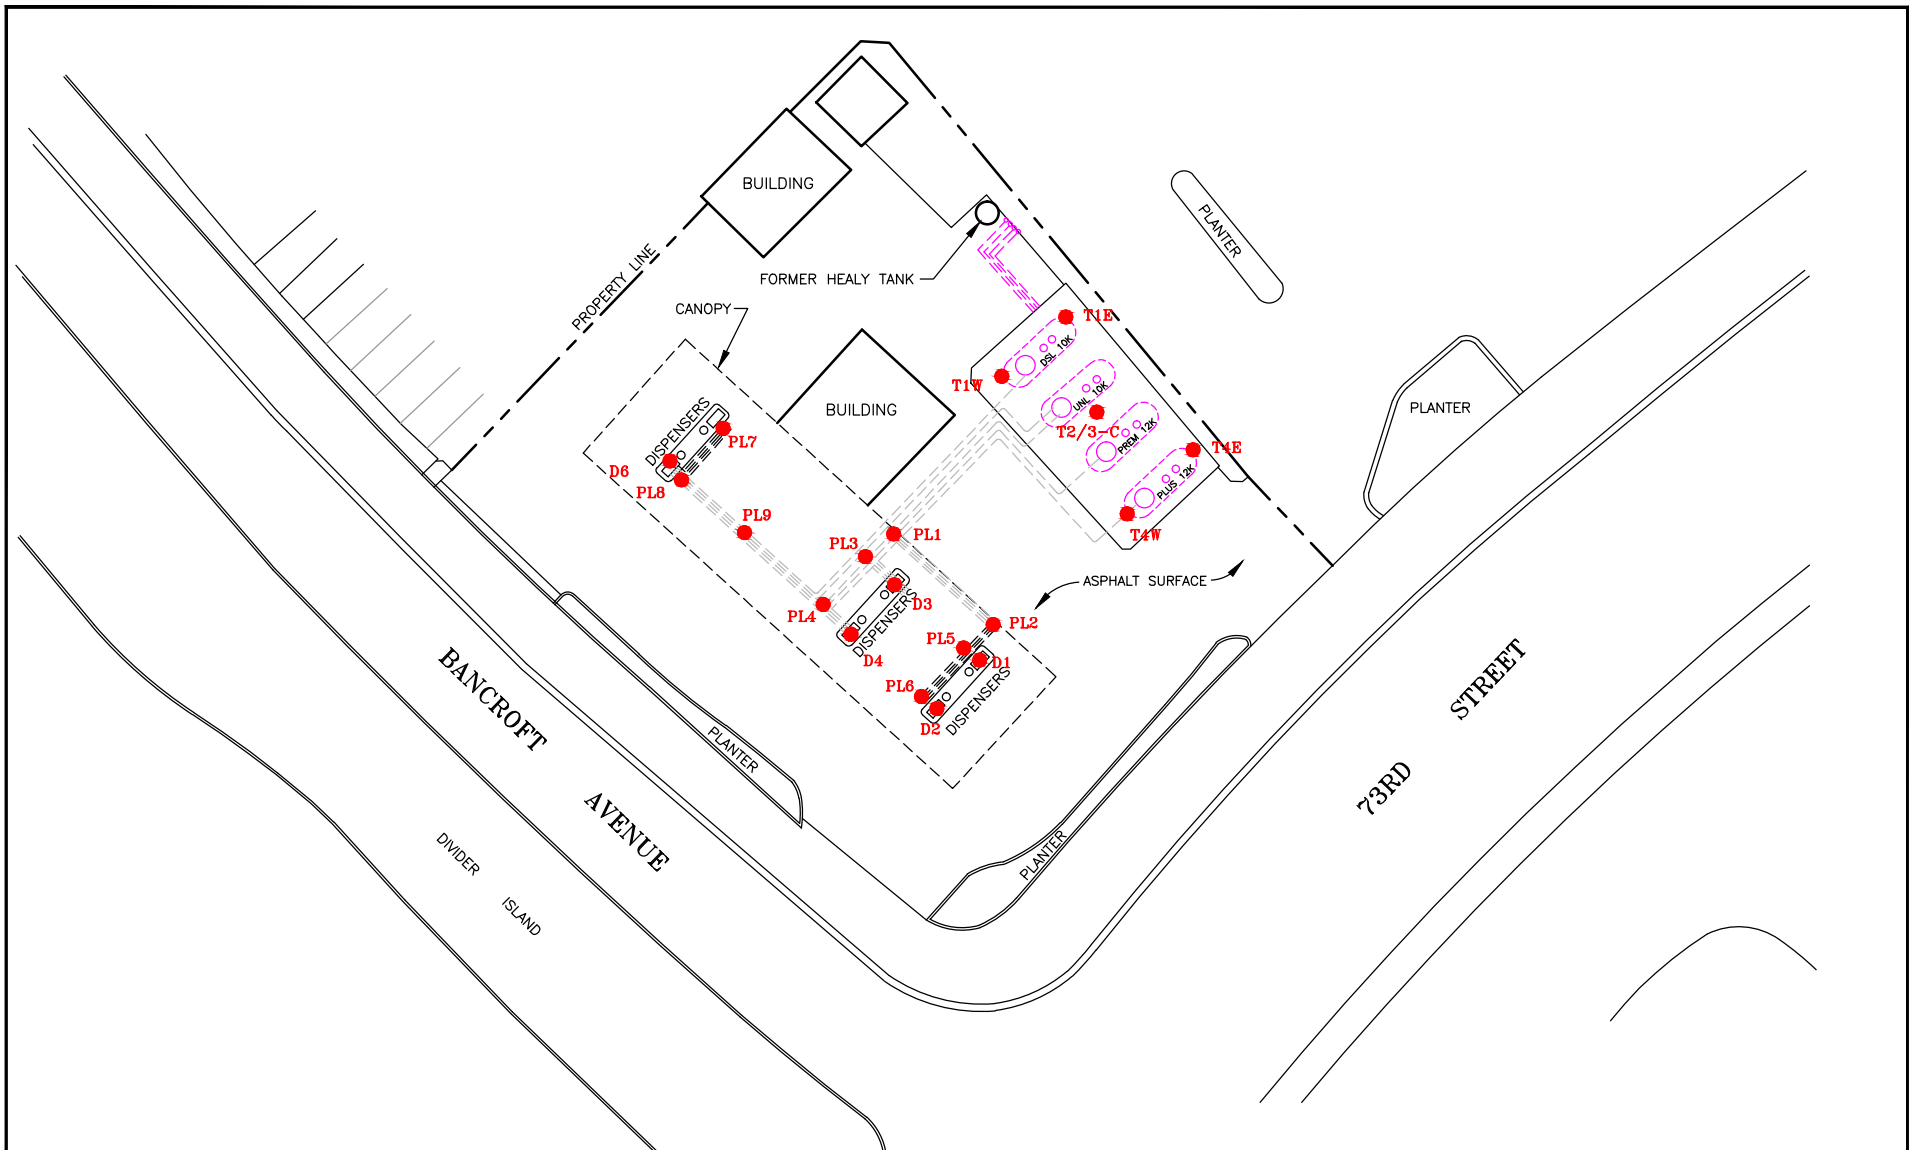 BUILDING
PLANTER
PROPERTY LINE
FORMER HEALY TANK
CANOPY
T1E
DSL 10K
T1W
UNL 10K
BUILDING
PLANTER
T2/3-C
PREM 12K
DISPENSERS
PL7
T4E
D6
PLUS 12K
PL8
PL9
PL1
T4W
PL3
ASPHALT SURFACE
D3
PL4
DISPENSERS
PL2
PL5
D4
D1
PL6
DISPENSERS
D2
73RD STREET
BANCROFT
AVENUE
PLANTER
PLANTER
DIVIDER
ISLAND